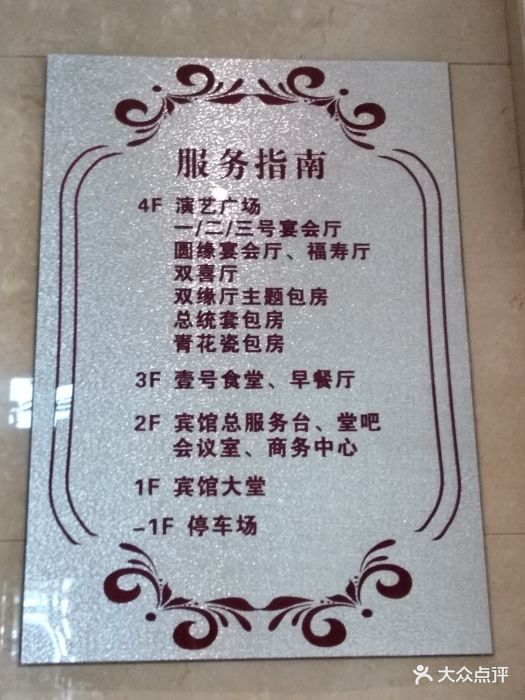 服务指南
4F 演艺广场
一/二/三号宴会厅
圆缘宴会厅、福寿厅
双喜厅
双缘厅主题包房
总统套包房
青花瓷包房
3F 壹号食堂、早餐厅
2F 宾馆总服务台、堂吧
会议室、商务中心
1F 宾馆大堂
-1F 停车场
大众点评